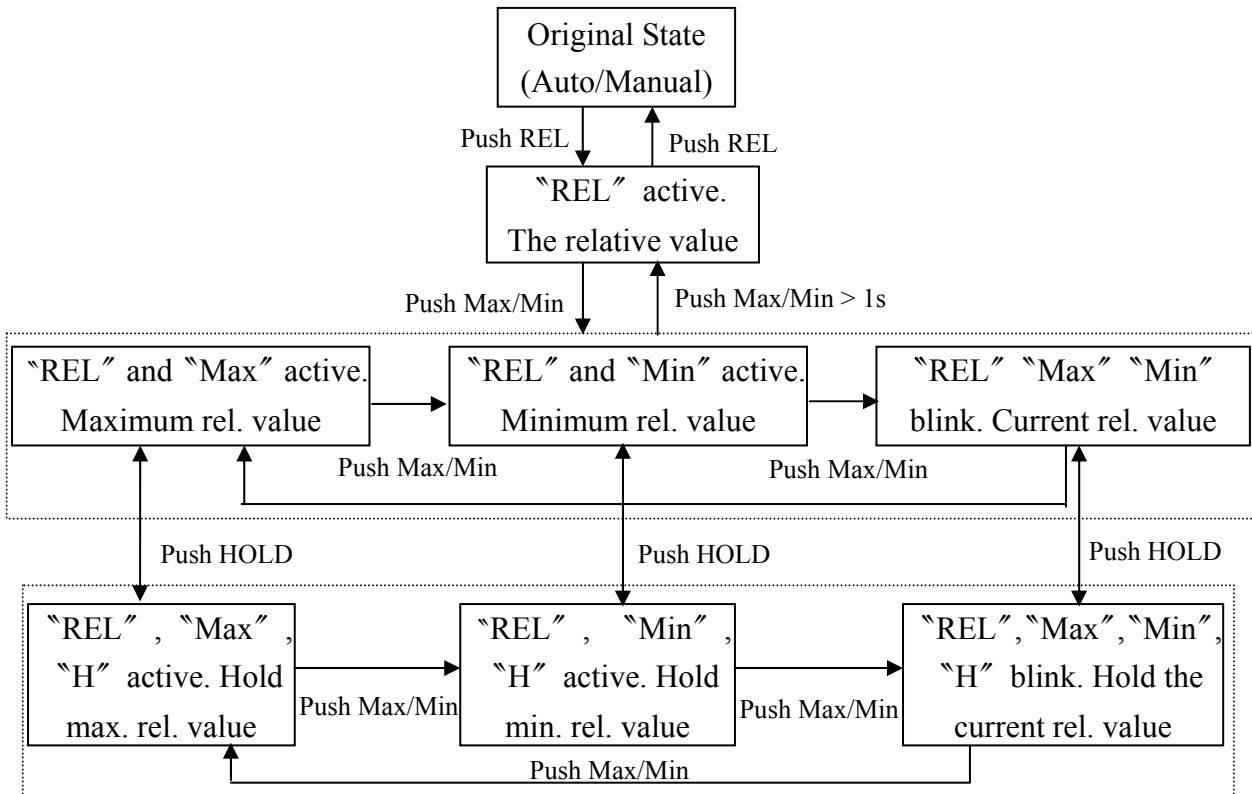 Original State
(Auto/Manual)
Push REL
Push REL
〝REL〞 active.
The relative value
Push Max/Min
Push Max/Min > 1s
〝REL〞 and 〝Max〞 active.
Maximum rel. value
〝REL〞 and 〝Min〞 active.
Minimum rel. value
〝REL〞 〝Max〞 〝Min〞
blink. Current rel. value
Push Max/Min
Push Max/Min
Push HOLD
Push HOLD
Push HOLD
〝REL〞 , 〝Max〞 ,
〝H〞 active. Hold
max. rel. value
〝REL〞 , 〝Min〞 ,
〝H〞 active. Hold
min. rel. value
〝REL〞,〝Max〞,〝Min〞,
〝H〞 blink. Hold the
current rel. value
Push Max/Min
Push Max/Min
Push Max/Min